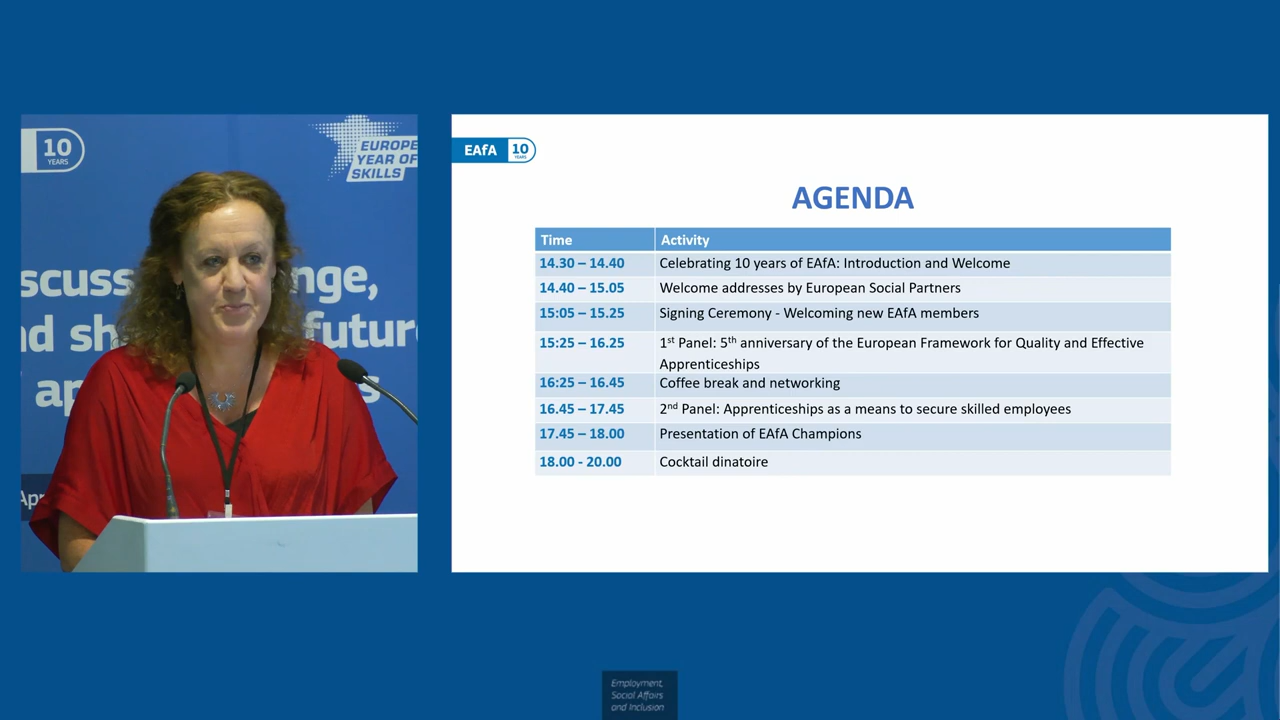 10
YEARS
EUROPE
YEAR OF
SKILLS
scuss nge,
nd sh future
ap s
Apr
EAfA 10
YEARS
AGENDA
Time Activity
14.30 – 14.40 Celebrating 10 years of EAfA: Introduction and Welcome
14.40 – 15.05 Welcome addresses by European Social Partners
15:05 – 15.25 Signing Ceremony - Welcoming new EAfA members
15:25 – 16.25 1st Panel: 5th anniversary of the European Framework for Quality and Effective
Apprenticeships
16:25 – 16.45 Coffee break and networking
16.45 – 17.45 2nd Panel: Apprenticeships as a means to secure skilled employees
17.45 – 18.00 Presentation of EAfA Champions
18.00 - 20.00 Cocktail dinatoire
Employment,
Social Affairs
and Inclusion